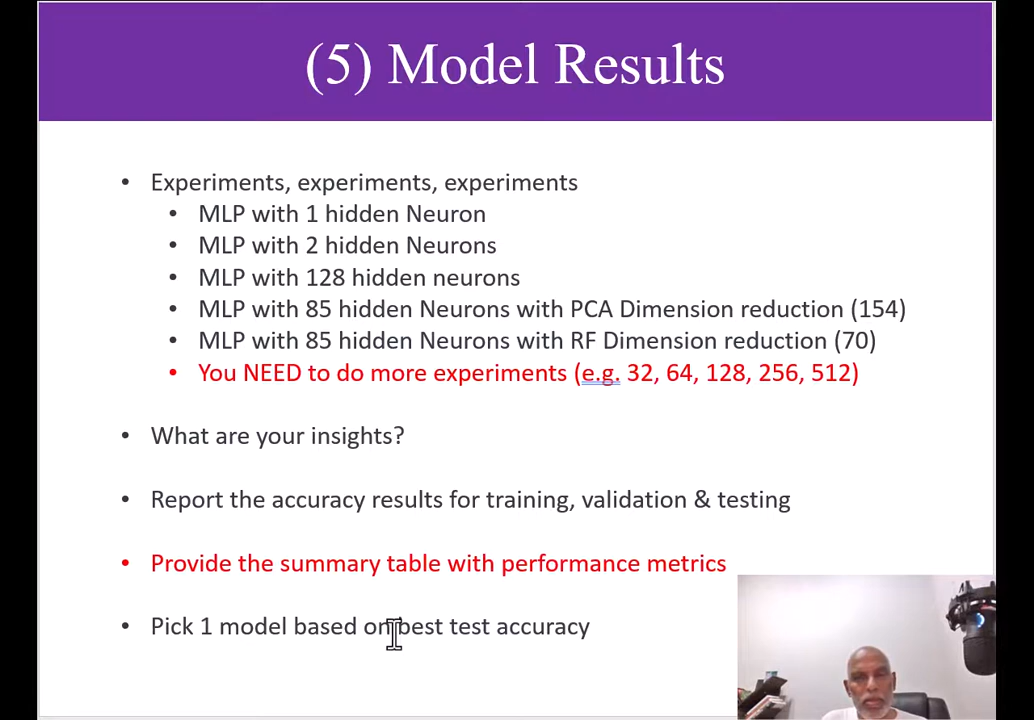 (5) Model Results
• Experiments, experiments, experiments
• MLP with 1 hidden Neuron
• MLP with 2 hidden Neurons
• MLP with 128 hidden neurons
• MLP with 85 hidden Neurons with PCA Dimension reduction (154)
• MLP with 85 hidden Neurons with RF Dimension reduction (70)
• You NEED to do more experiments (e.g. 32, 64, 128, 256, 512)
• What are your insights?
• Report the accuracy results for training, validation & testing
• Provide the summary table with performance metrics
• Pick 1 model based on best test accuracy